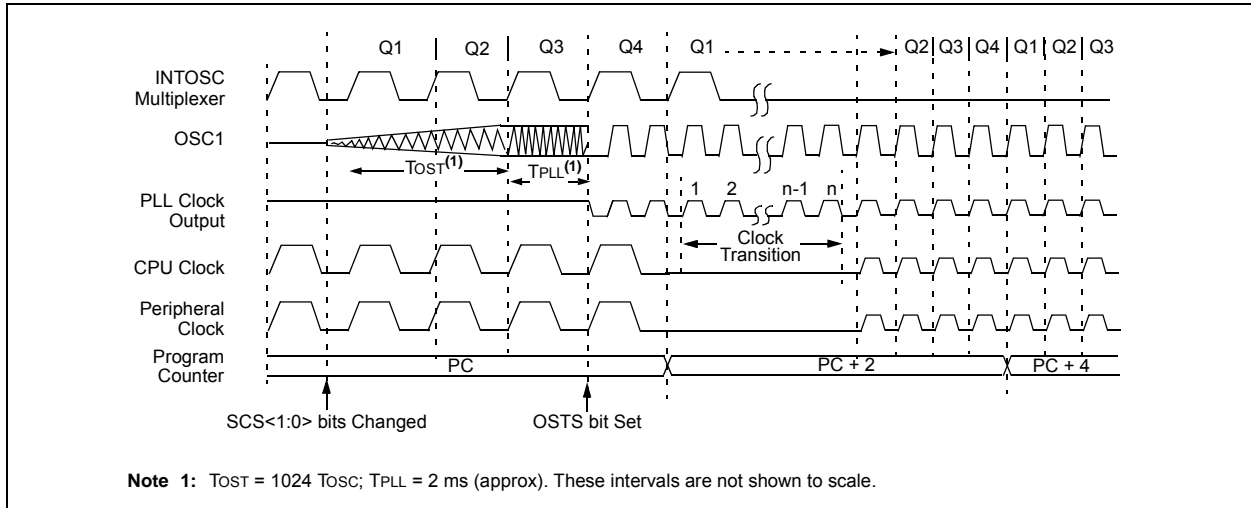 Q1 Q2 Q3 Q4 Q1 Q2 Q3 Q4 Q1 Q2 Q3
INTOSC
Multiplexer
OSC1
TOST(1) TPLL(1)
1 2 n-1 n
PLL Clock
Output
Clock
Transition
CPU Clock
Peripheral
Clock
Program
Counter
PC PC + 2 PC + 4
SCS<1:0> bits Changed OSTS bit Set
Note 1: TOST = 1024 TOSC; TPLL = 2 ms (approx). These intervals are not shown to scale.